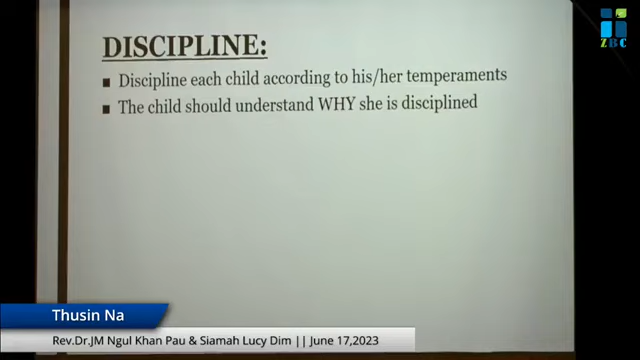 ZBC
DISCIPLINE:
▪ Discipline each child according to his/her temperaments
▪ The child should understand WHY she is disciplined
Thusin Na
Rev.Dr.JM Ngul Khan Pau & Siamah Lucy Dim || June 17,2023